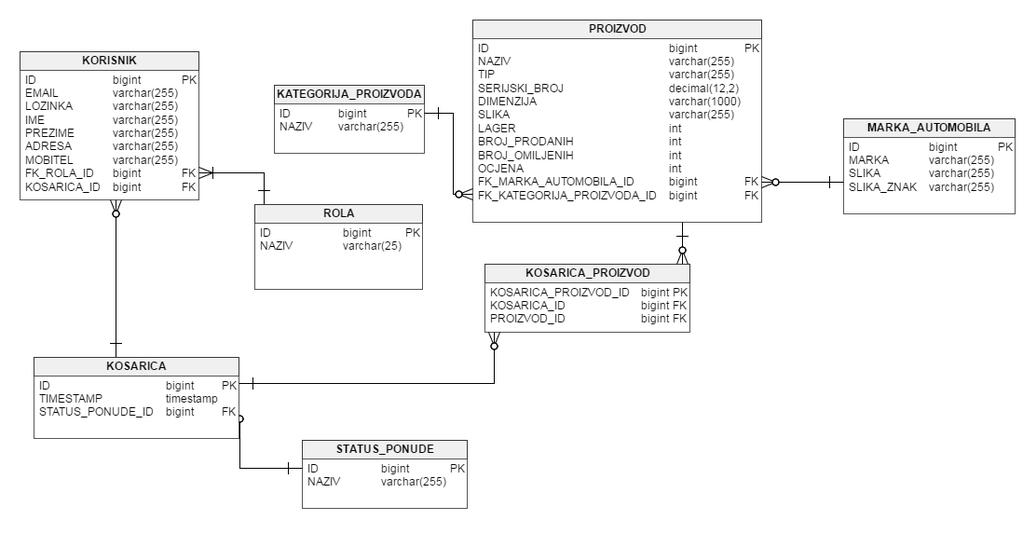 KORISNIK
ID bigint PK
EMAIL varchar(255)
LOZINKA varchar(255)
IME varchar(255)
PREZIME varchar(255)
ADRESA varchar(255)
MOBITEL varchar(255)
FK_ROLA_ID bigint FK
KOSARICA_ID bigint FK
KATEGORIJA_PROIZVODA
ID bigint PK
NAZIV varchar(255)
PROIZVOD
ID bigint PK
NAZIV varchar(255)
TIP varchar(255)
SERIJSKI_BROJ decimal(12,2)
DIMENZIJA varchar(1000)
SLIKA varchar(255)
LAGER int
BROJ_PRODANIH int
BROJ_OMILJENIH int
OCJENA int
FK_MARKA_AUTOMOBILA_ID bigint FK
FK_KATEGORIJA_PROIZVODA_ID bigint FK
MARKA_AUTOMOBILA
ID bigint PK
MARKA varchar(255)
SLIKA varchar(255)
SLIKA_ZNAK varchar(255)
ROLA
ID bigint PK
NAZIV varchar(25)
KOSARICA_PROIZVOD
KOSARICA_PROIZVOD_ID bigint PK
KOSARICA_ID bigint FK
PROIZVOD_ID bigint FK
KOSARICA
ID bigint PK
TIMESTAMP timestamp
STATUS_PONUDE_ID bigint FK
STATUS_PONUDE
ID bigint PK
NAZIV varchar(255)